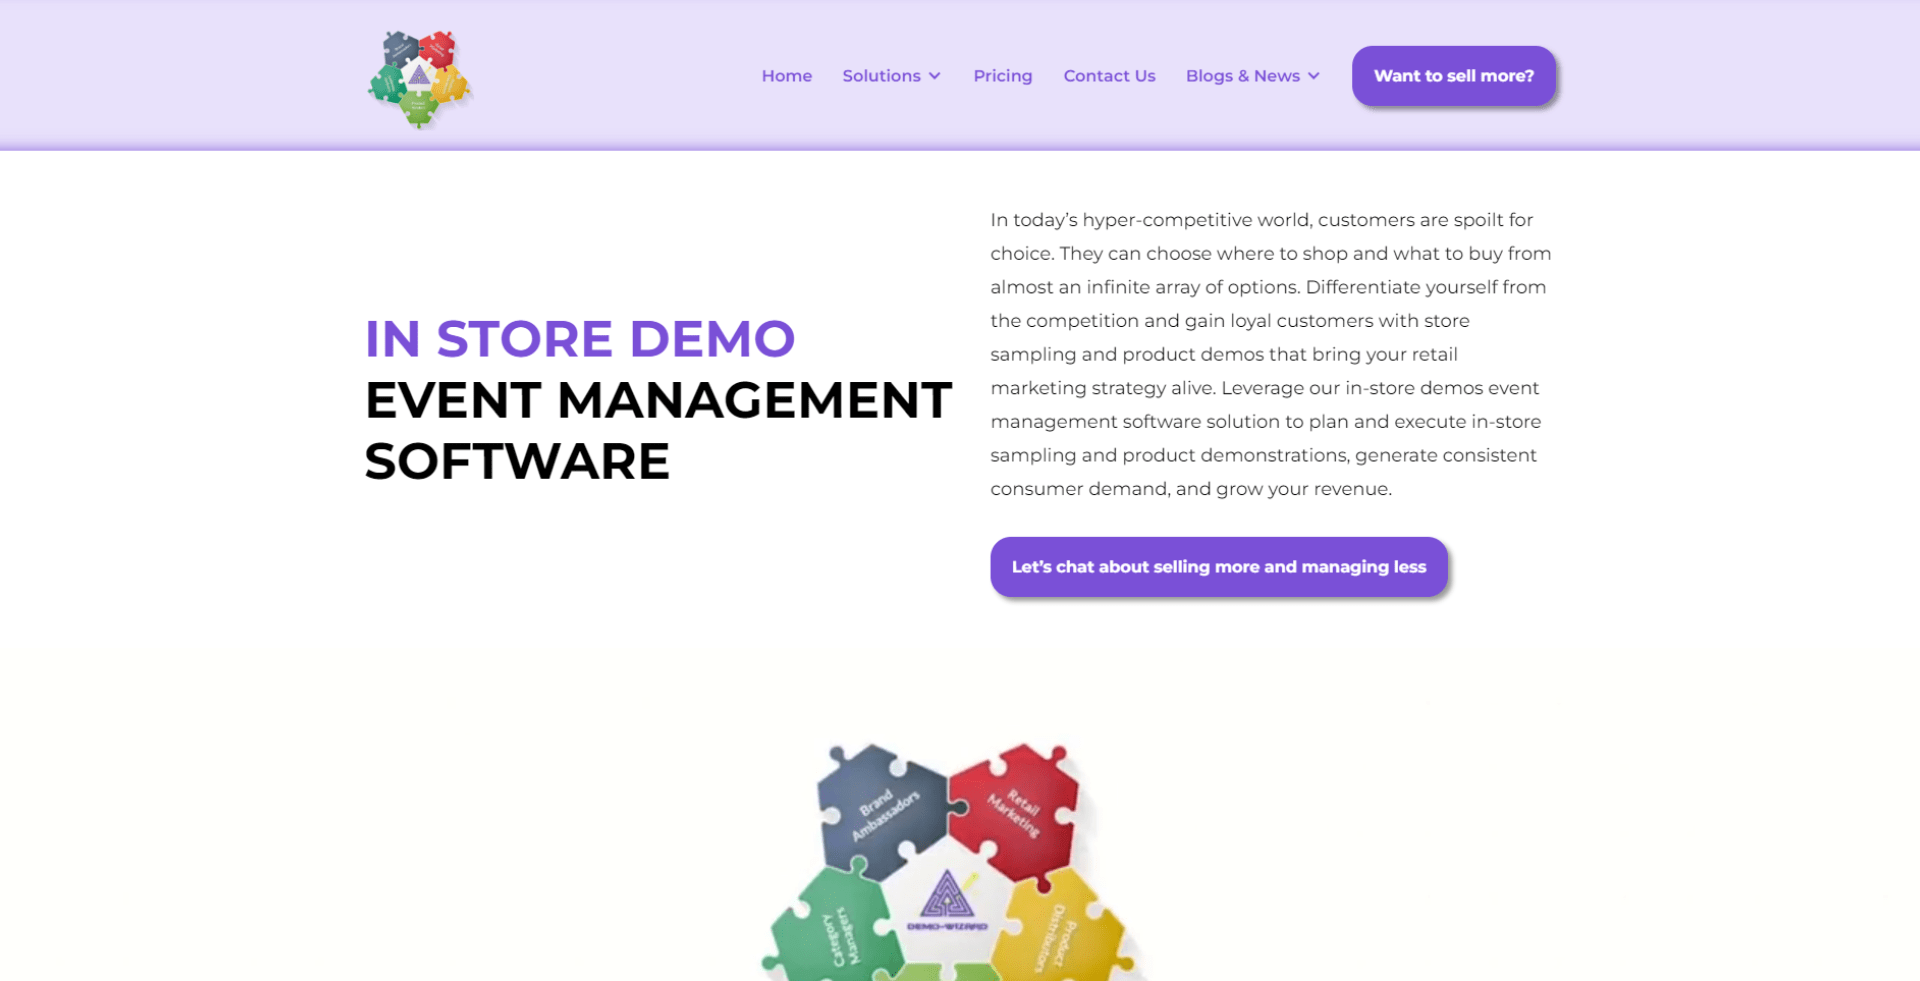 Home
Solutions
Pricing
Contact Us
Blogs & News
Want to sell more?
IN STORE DEMO
EVENT MANAGEMENT
SOFTWARE
In today’s hyper-competitive world, customers are spoilt for
choice. They can choose where to shop and what to buy from
almost an infinite array of options. Differentiate yourself from
the competition and gain loyal customers with store
sampling and product demos that bring your retail
marketing strategy alive. Leverage our in-store demos event
management software solution to plan and execute in-store
sampling and product demonstrations, generate consistent
consumer demand, and grow your revenue.
Let’s chat about selling more and managing less
Brand
Ambassadors
Retail
Marketing
Category
Managers
DEMO-WIZARD
Product
Distributors